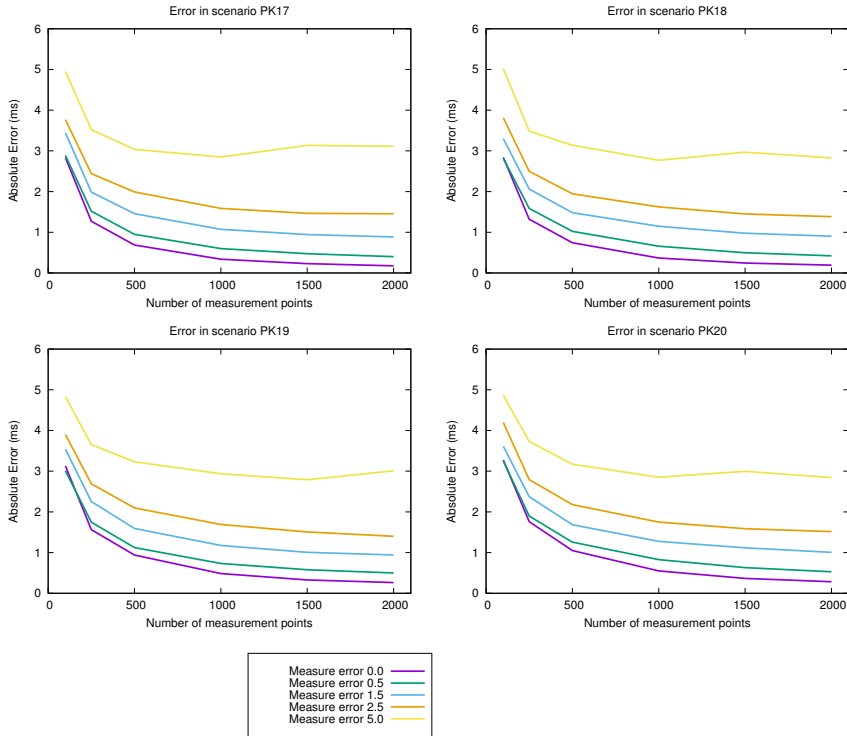 Error in scenario PK17
6
5
4
3
2
1
0
0 500 1000 1500 2000
Absolute Error (ms)
Number of measurement points
Error in scenario PK18
6
5
4
3
2
1
0
0 500 1000 1500 2000
Absolute Error (ms)
Number of measurement points
Error in scenario PK19
6
5
4
3
2
1
0
0 500 1000 1500 2000
Absolute Error (ms)
Number of measurement points
Error in scenario PK20
6
5
4
3
2
1
0
0 500 1000 1500 2000
Absolute Error (ms)
Number of measurement points
Measure error 0.0
Measure error 0.5
Measure error 1.5
Measure error 2.5
Measure error 5.0